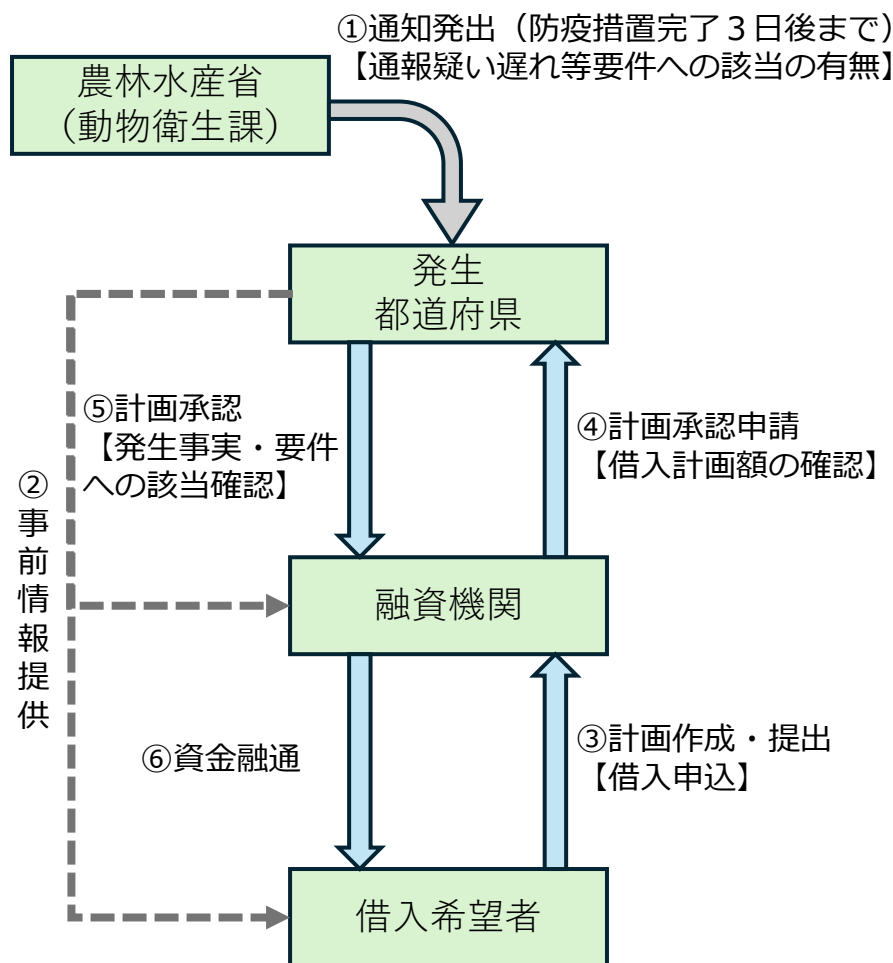 ①通知発出（防疫措置完了３日後まで）
【通報疑い遅れ等要件への該当の有無】
農林水産省
（動物衛生課）
発生
都道府県
⑤計画承認
【発生事実・要件
への該当確認】
④計画承認申請
【借入計画額の確認】
②事前情報提供
融資機関
⑥資金融通
③計画作成・提出
【借入申込】
借入希望者